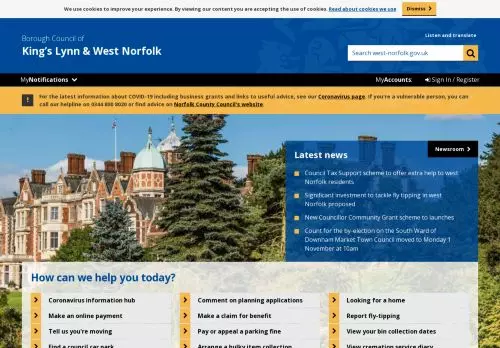 We use cookies to improve your experience. By viewing our content you are accepting the use of cookies. Read about cookies we use
Dismiss
Borough Council of
King's Lynn & West Norfolk
Listen and translate
Search west-norfolk.gov.uk
MyNotifications
MyAccounts:
Sign In / Register
For the latest information about COVID-19 including business grants and links to useful advice, see our Coronavirus page. If you're a vulnerable person, you can
call our helpline on 0344 800 8020 or find advice on Norfolk County Council's website.
Newsroom
Latest news
Council Tax Support scheme to offer extra help to west
Norfolk residents
Significant investment to tackle fly tipping in west
Norfolk proposed
New Councillor Community Grant scheme to launches
Count for the by-election on the South Ward of
Downham Market Town Council moved to Monday 1
November at 10am
How can we help you today?
Coronavirus information hub
Comment on planning applications
Looking for a home
Make an online payment
Make a claim for benefit
Report fly-tipping
Tell us you're moving
Pay or appeal a parking fine
View your bin collection dates
Find a council car park
Arrange a bulky item collection
View cremation service diary